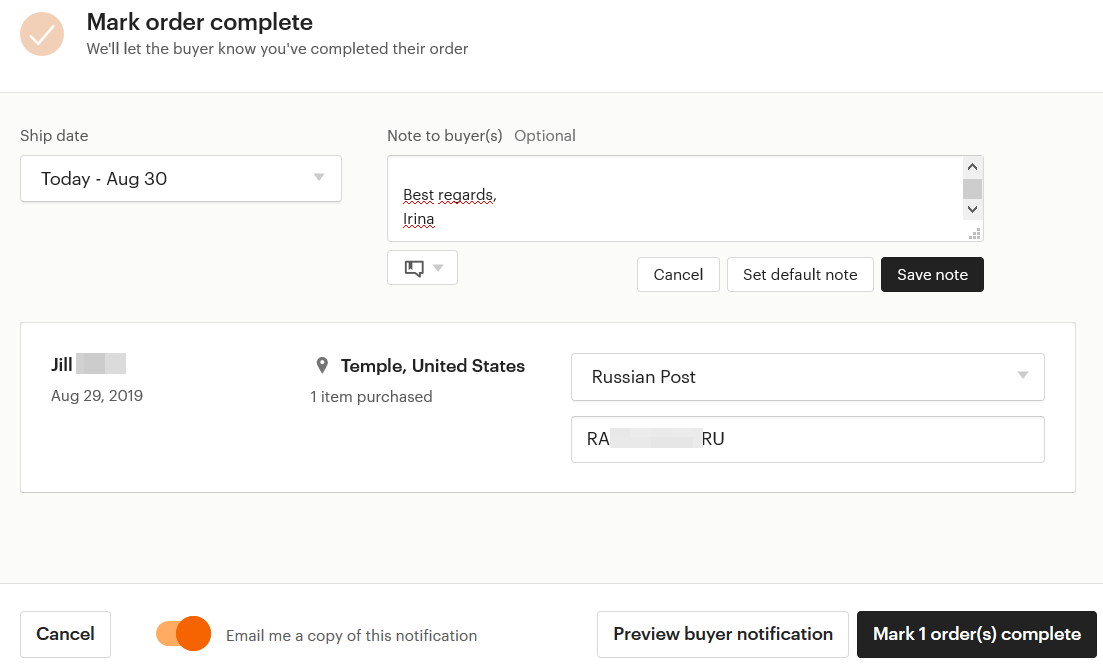 Mark order complete
We'll let the buyer know you've completed their order
Ship date
Note to buyer(s) Optional
Today - Aug 30
Best regards,
Irina
Cancel
Set default note
Save note
Jill
Aug 29, 2019
Temple, United States
1 item purchased
Russian Post
RA RU
Cancel
Email me a copy of this notification
Preview buyer notification
Mark 1 order(s) complete